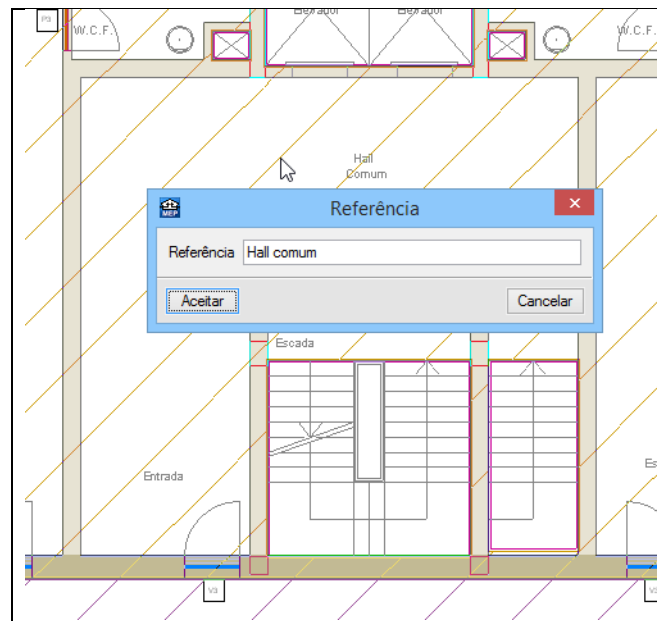 P3
Elevador
Elevador
W.C.F.
W.C.F.
Hall
Comum
MEP
Referência
Referência
Hall comum
Aceitar
Cancelar
Escada
Entrada
Es
V3